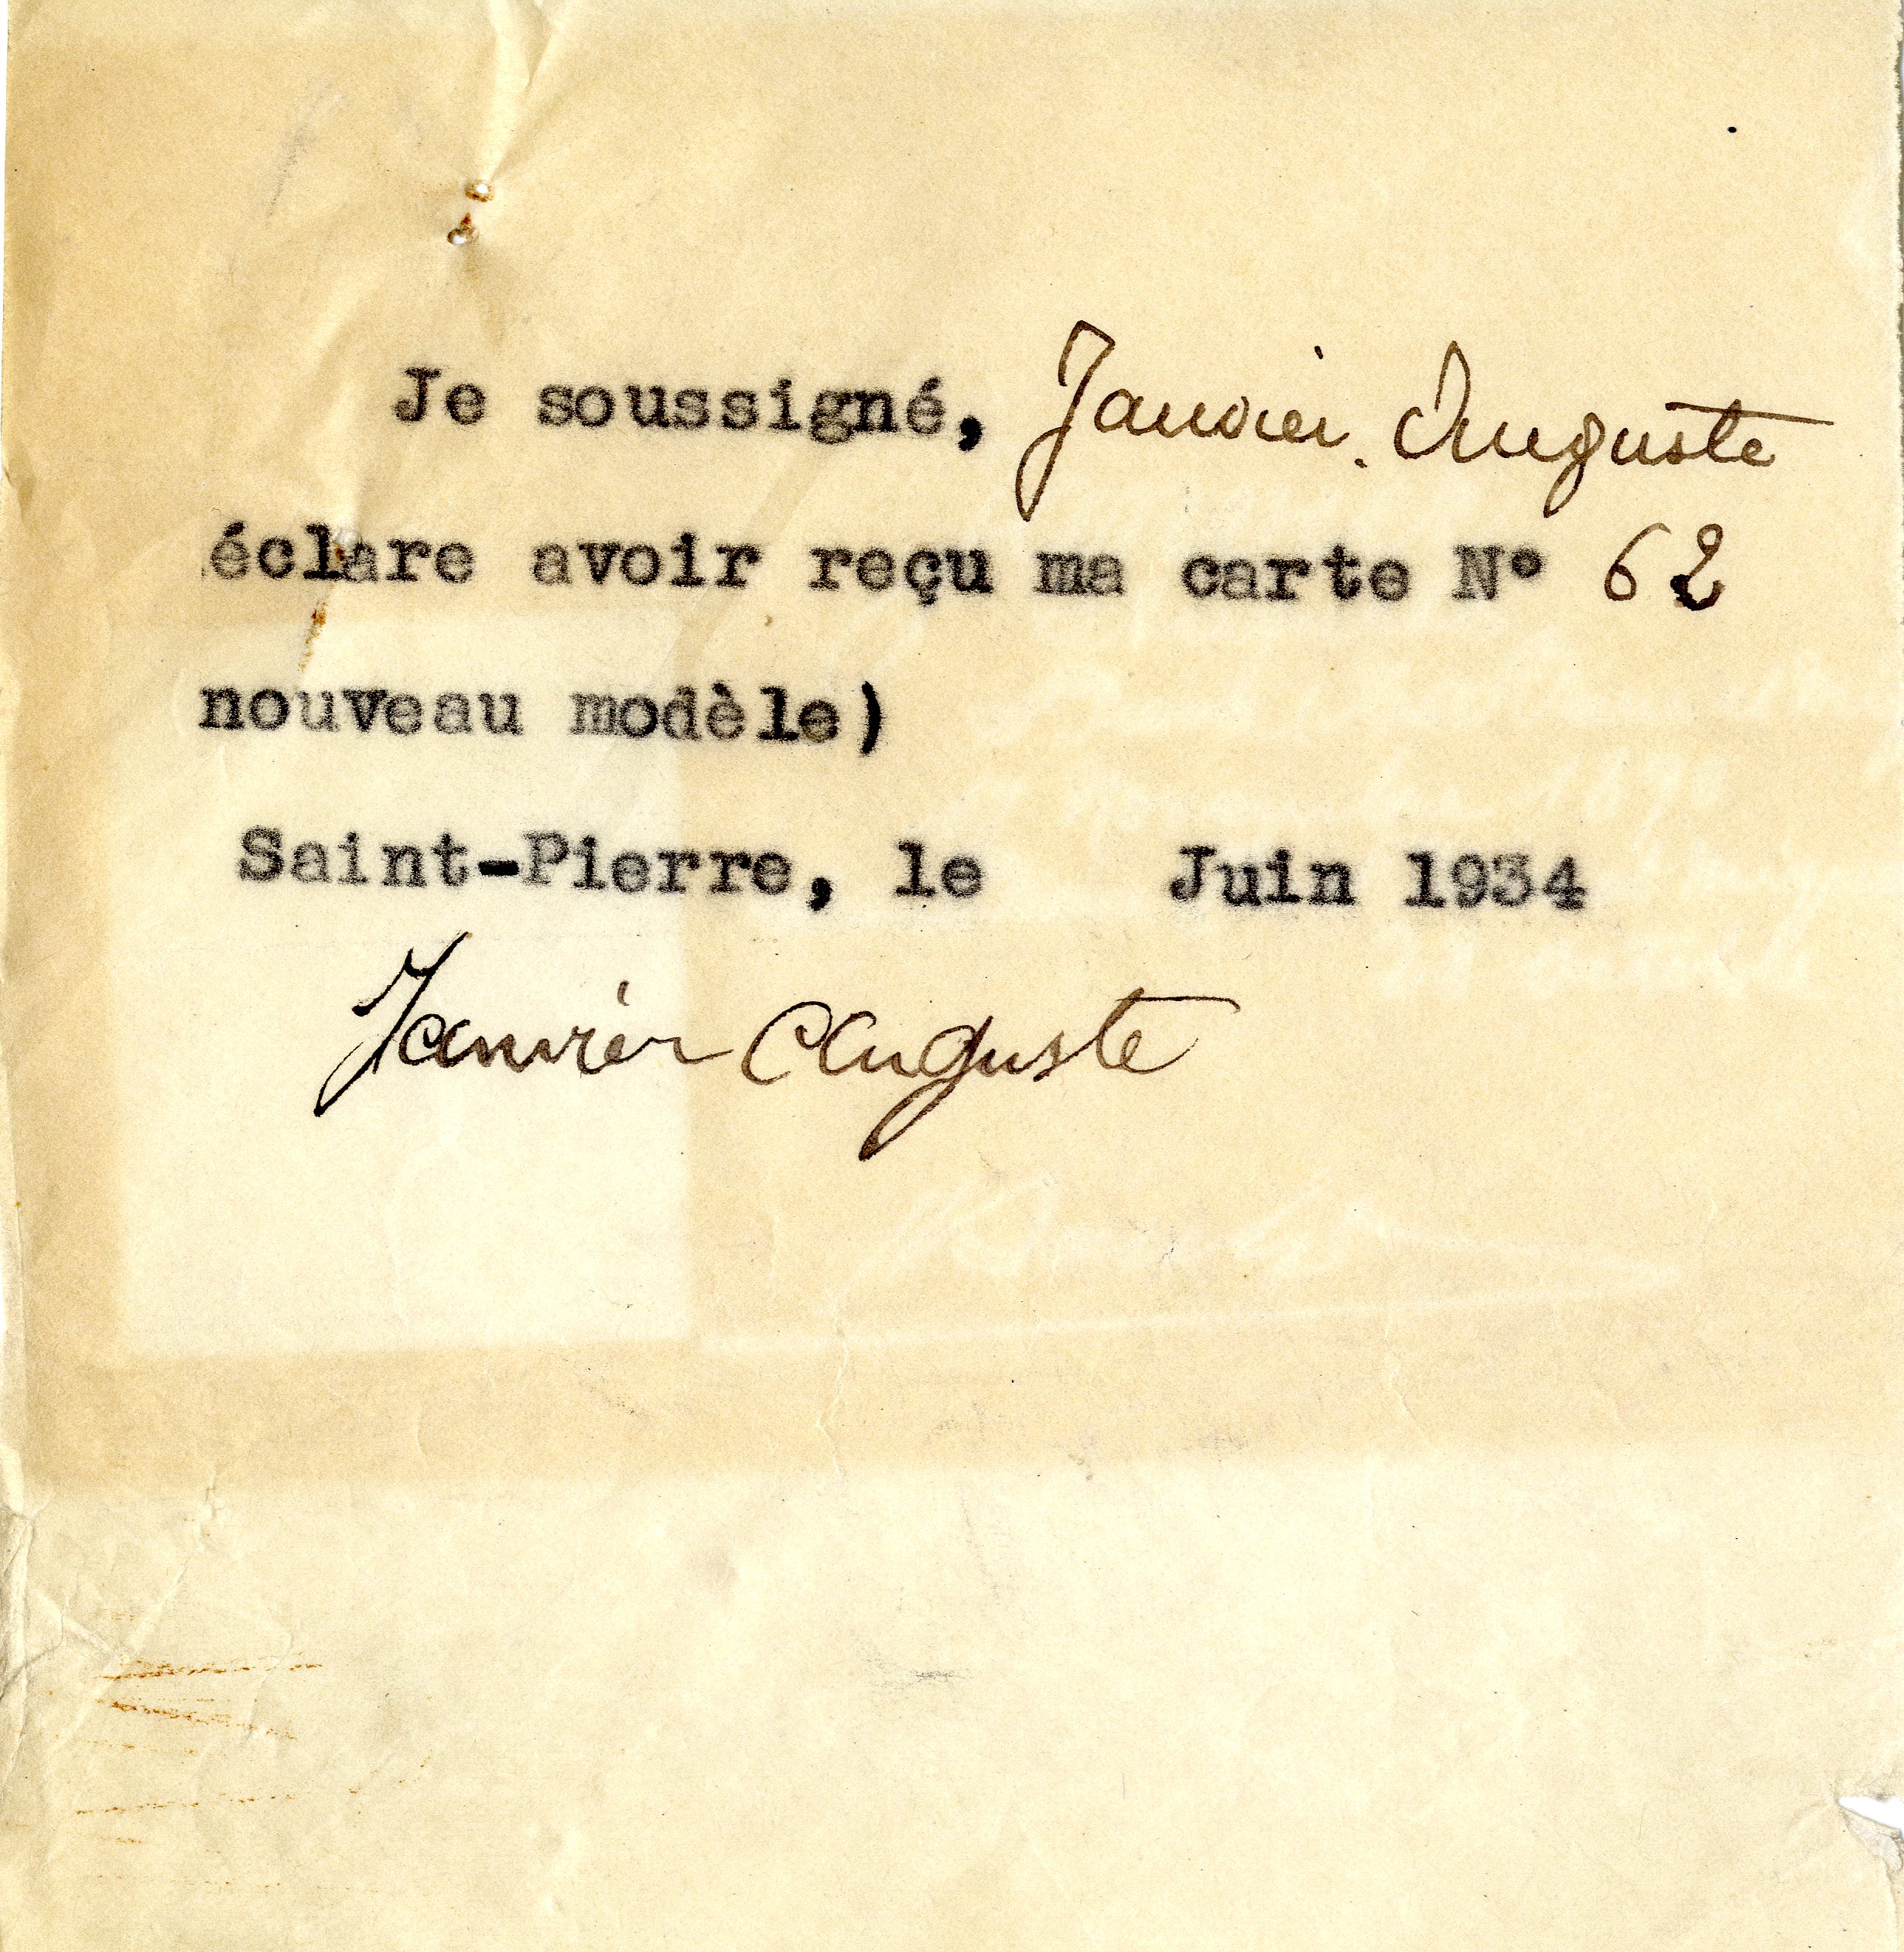 Je soussigné, Janvier Auguste
éclare avoir reçu ma carte N° 62
nouveau modèle)
Saint-Pierre, le Juin 1934
Janvier Auguste